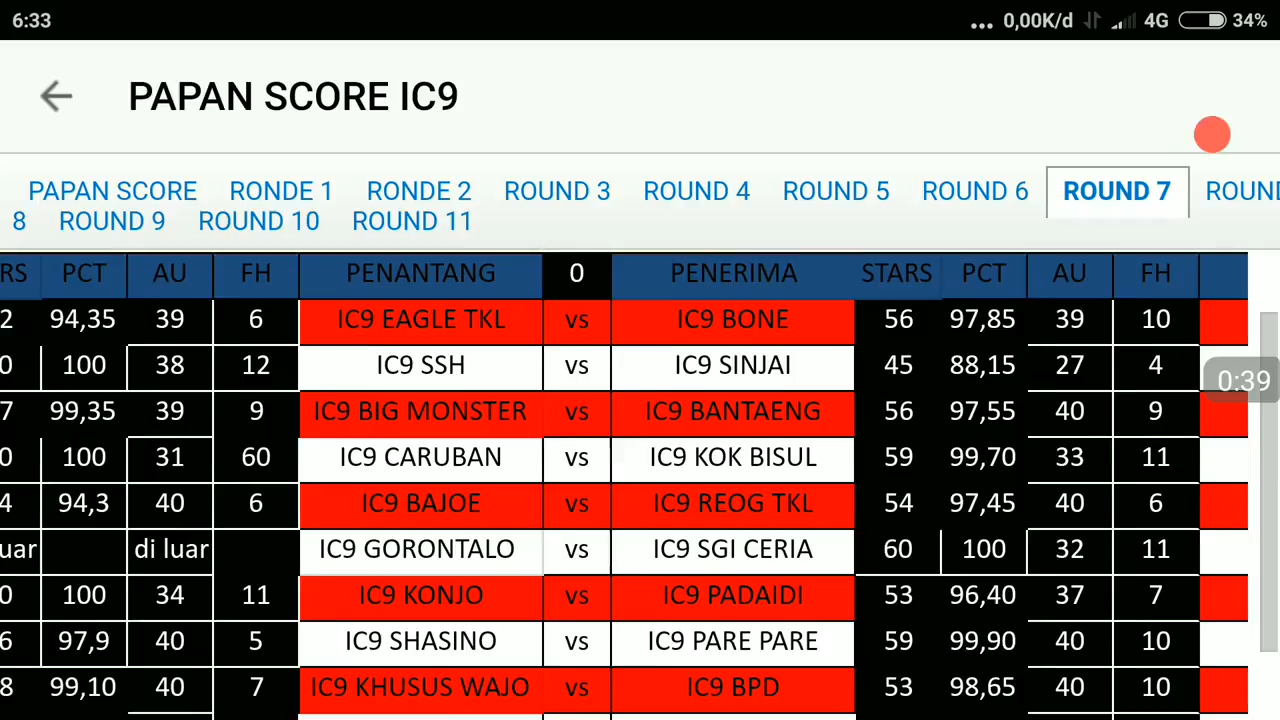 6:33 ... 0,00K/d 4G 34%
PAPAN SCORE IC9
PAPAN SCORE RONDE 1 RONDE 2 ROUND 3 ROUND 4 ROUND 5 ROUND 6 ROUND 7 ROUND
8 ROUND 9 ROUND 10 ROUND 11
RS PCT AU FH PENANTANG 0 PENERIMA STARS PCT AU FH
2 94,35 39 6 IC9 EAGLE TKL vs IC9 BONE 56 97,85 39 10
0 100 38 12 IC9 SSH vs IC9 SINJAI 45 88,15 27 4
0:39
7 99,35 39 9 IC9 BIG MONSTER vs IC9 BANTAENG 56 97,55 40 9
0 100 31 60 IC9 CARUBAN vs IC9 KOK BISUL 59 99,70 33 11
4 94,3 40 6 IC9 BAJOE vs IC9 REOG TKL 54 97,45 40 6
uar di luar IC9 GORONTALO vs IC9 SGI CERIA 60 100 32 11
0 100 34 11 IC9 KONJO vs IC9 PADAIDI 53 96,40 37 7
6 97,9 40 5 IC9 SHASINO vs IC9 PARE PARE 59 99,90 40 10
8 99,10 40 7 IC9 KHUSUS WAJO vs IC9 BPD 53 98,65 40 10